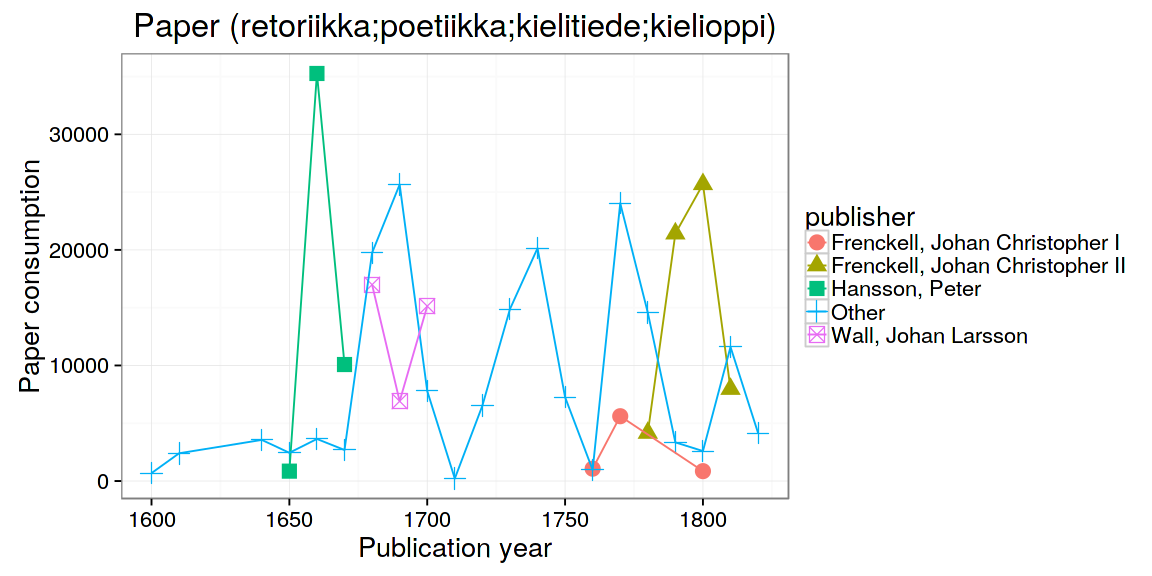 Paper (retoriikka;poetiikka;kielitiede;kielioppi)
Paper consumption
30000
20000
10000
0
1600
1650
1700
1750
1800
Publication year
publisher
Frenckell, Johan Christopher I
Frenckell, Johan Christopher II
Hansson, Peter
Other
Wall, Johan Larsson